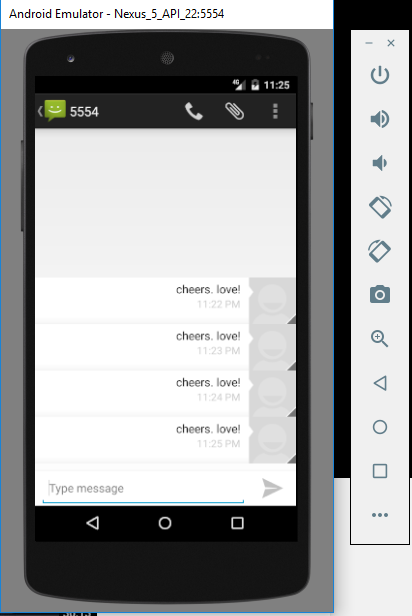 Android Emulator - Nexus_5_API_22:5554
4G 11:25
5554
cheers. love!
11:22 PM
cheers. love!
11:23 PM
cheers. love!
11:24 PM
cheers. love!
11:25 PM
Type message